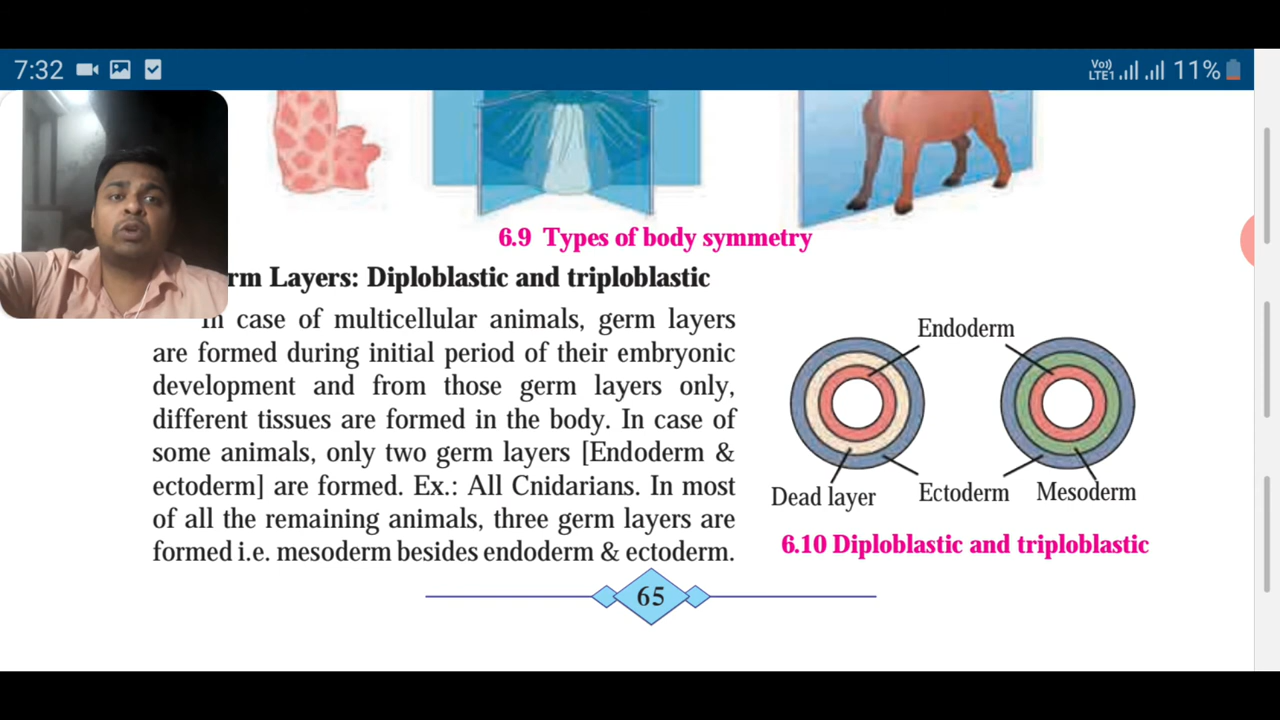 7:32
Vo)) LTE1 11%
6.9 Types of body symmetry
rm Layers: Diploblastic and triploblastic
In case of multicellular animals, germ layers
are formed during initial period of their embryonic
development and from those germ layers only,
different tissues are formed in the body. In case of
some animals, only two germ layers [Endoderm &
ectoderm] are formed. Ex.: All Cnidarians. In most
of all the remaining animals, three germ layers are
formed i.e. mesoderm besides endoderm & ectoderm.
Endoderm
Dead layer Ectoderm Mesoderm
6.10 Diploblastic and triploblastic
65